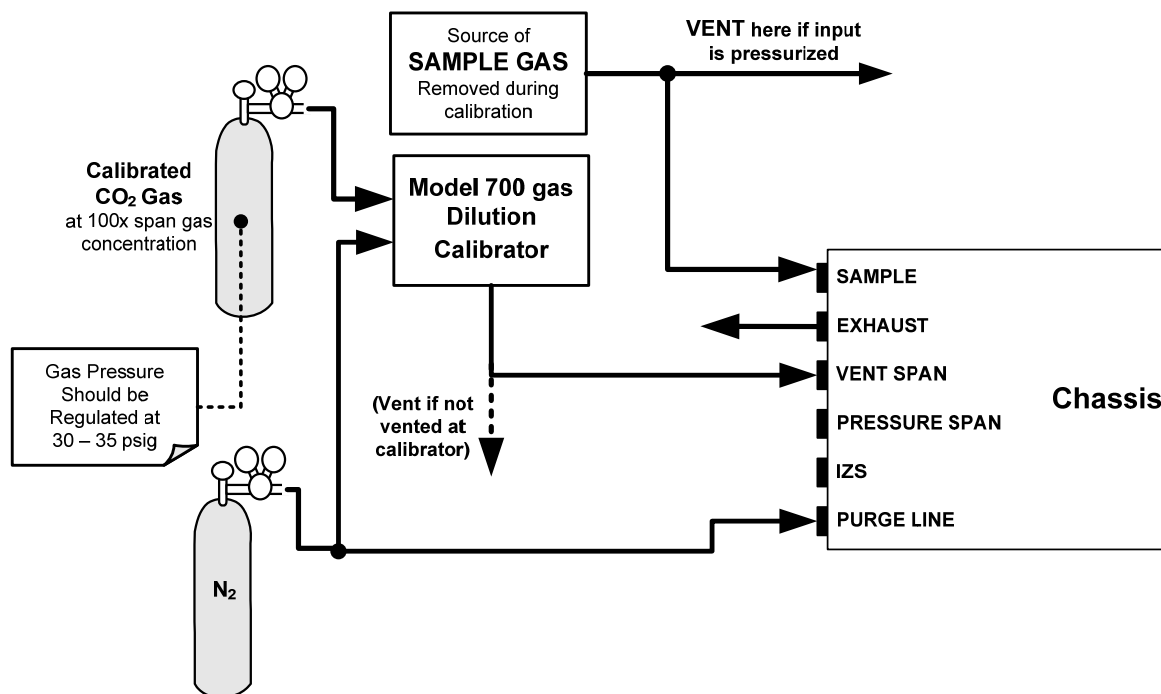 Source of
SAMPLE GAS
Removed during
calibration
VENT here if input
is pressurized
Calibrated
CO₂ Gas
at 100x span gas
concentration
Model 700 gas
Dilution
Calibrator
Gas Pressure
Should be
Regulated at
30 – 35 psig
(Vent if not
vented at
calibrator)
N₂
SAMPLE
EXHAUST
VENT SPAN
PRESSURE SPAN
IZS
PURGE LINE
Chassis